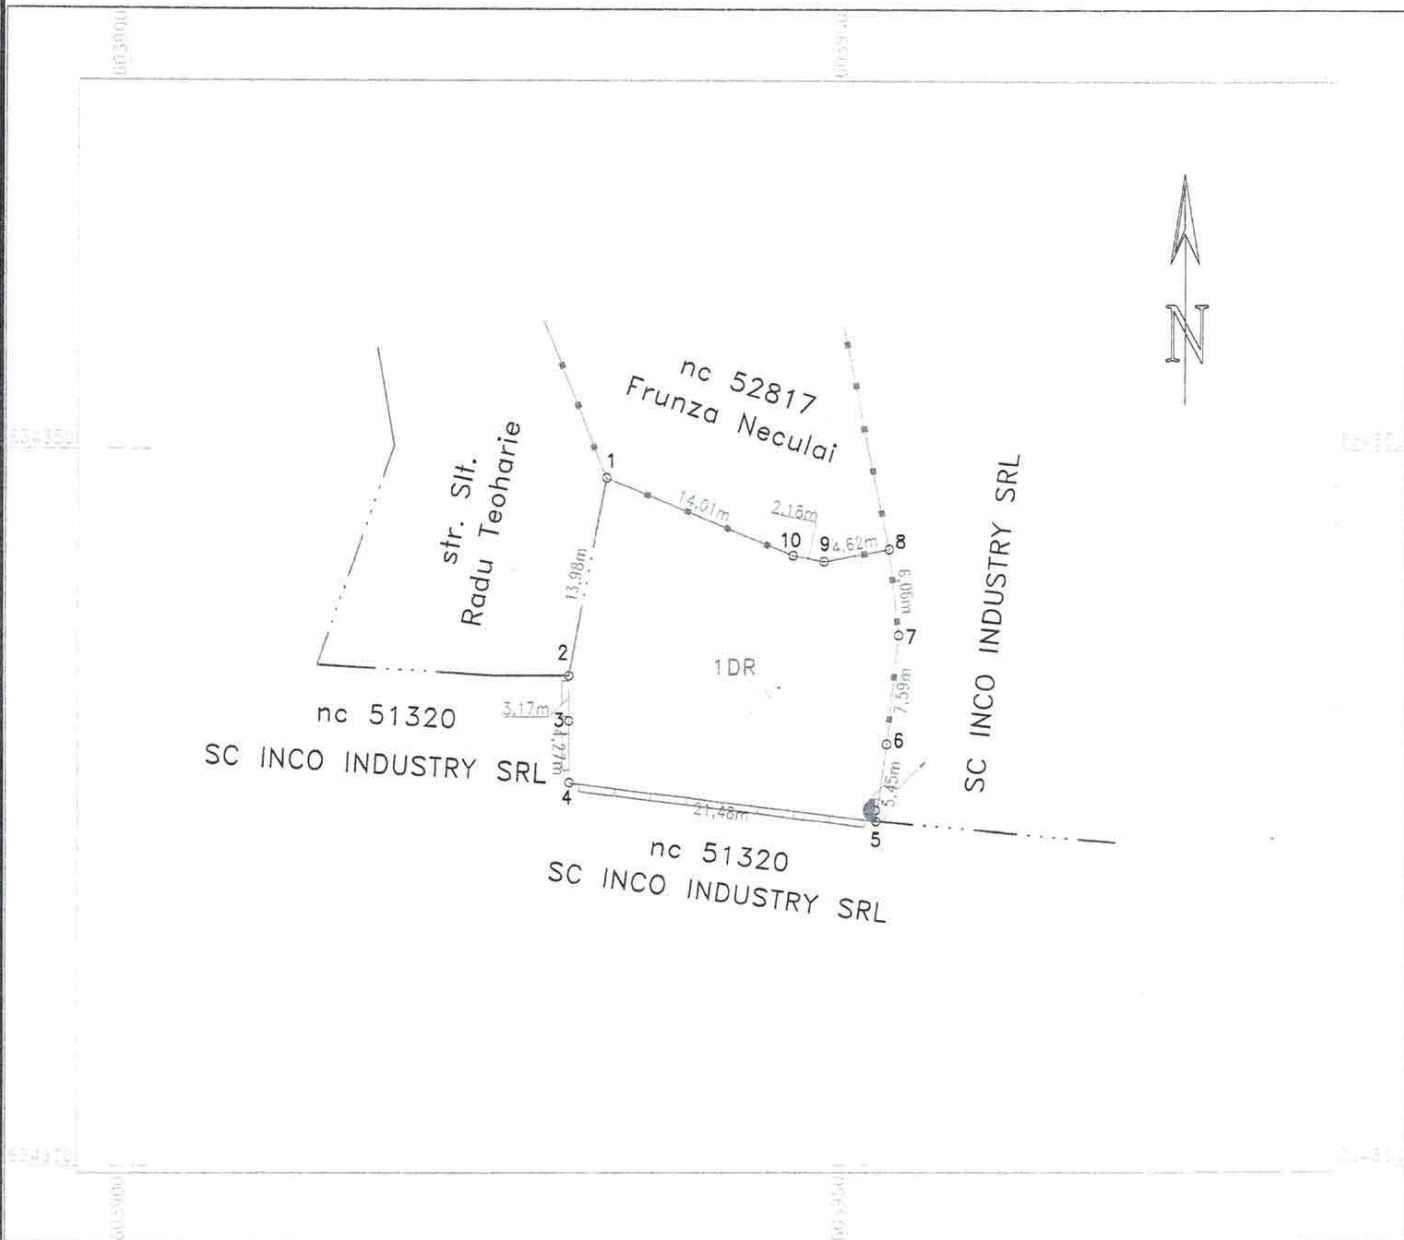 603900
nc 52817
Frunza Neculai
str. Slt.
Radu Teoharie
SC INCO INDUSTRY SRL
1
14,01m
2,18m
10
9
4,62m
8
13,98m
6,06m
7
2
1DR
7,59m
3,17m
3
nc 51320
SC INCO INDUSTRY SRL
4,27m
6
5,45m
4
21,48m
5
nc 51320
SC INCO INDUSTRY SRL
N
603900